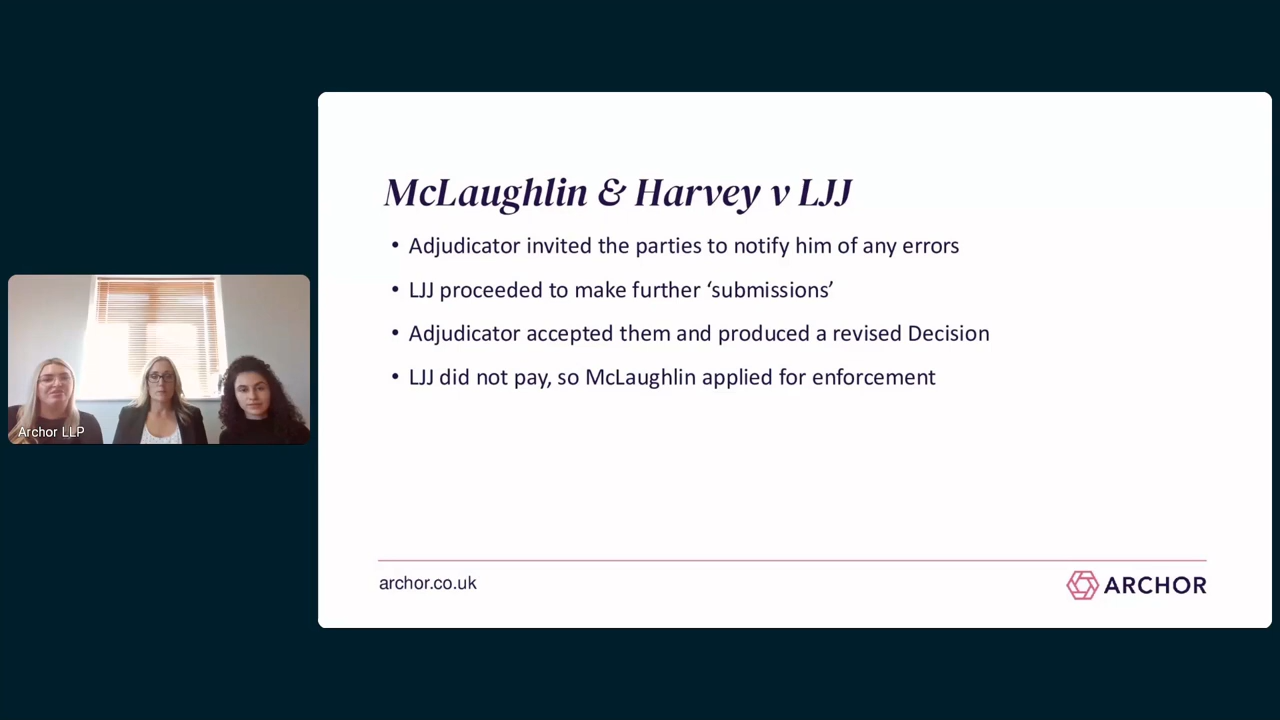 McLaughlin & Harvey v LJJ
• Adjudicator invited the parties to notify him of any errors
• LJJ proceeded to make further ‘submissions’
• Adjudicator accepted them and produced a revised Decision
• LJJ did not pay, so McLaughlin applied for enforcement
Archor LLP
archor.co.uk
ARCHOR